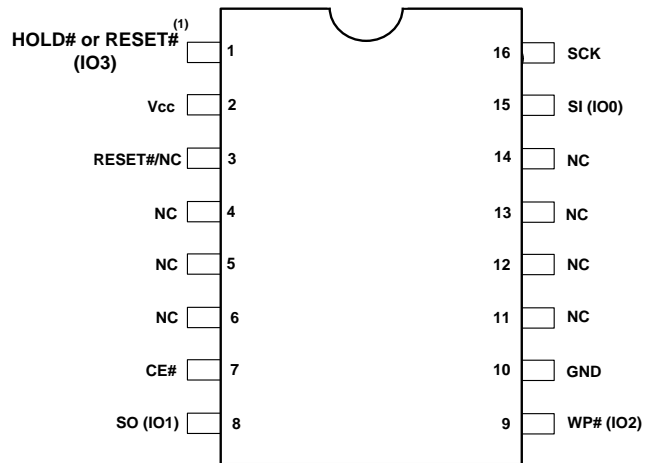 HOLD# or RESET# (1)
(IO3)
1
16
SCK
Vcc
2
15
SI (IO0)
RESET#/NC
3
14
NC
NC
4
13
NC
NC
5
12
NC
NC
6
11
NC
CE#
7
10
GND
SO (IO1)
8
9
WP# (IO2)